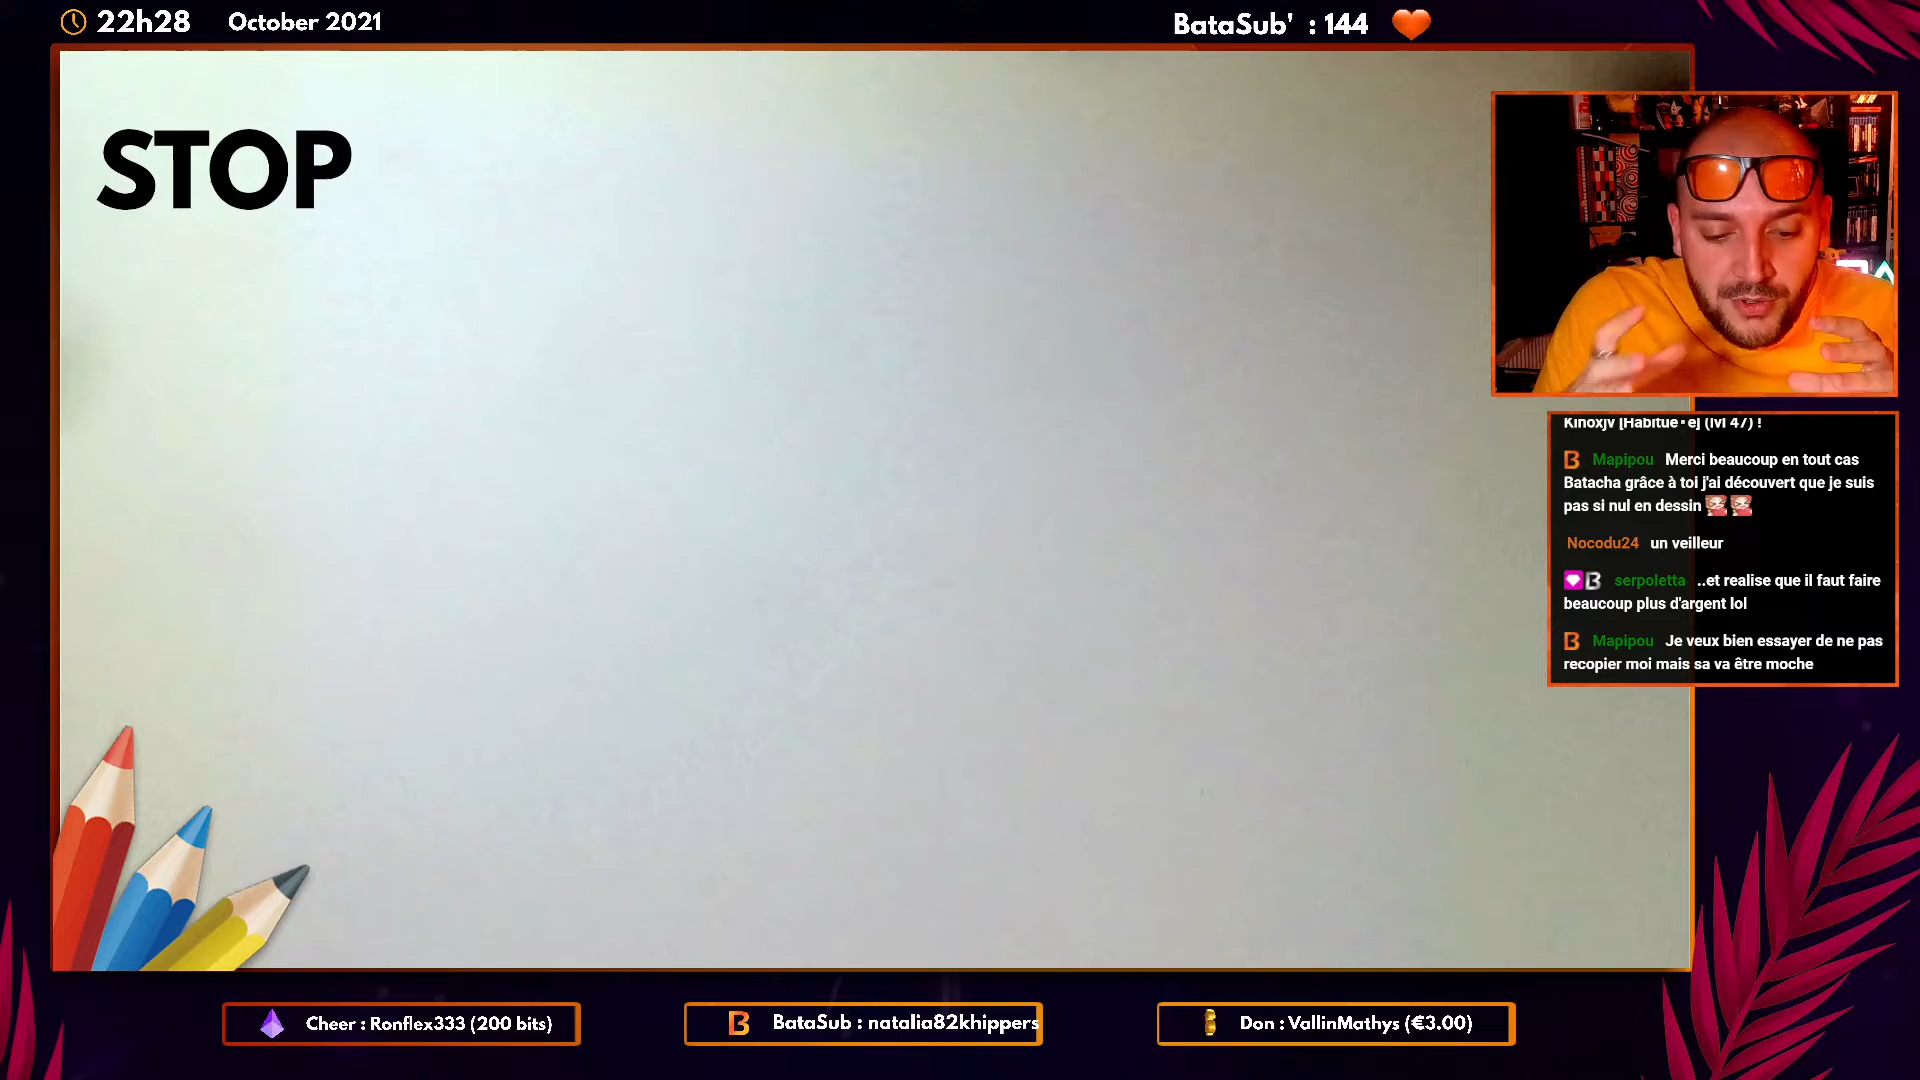 22h28 October 2021
BataSub' : 144
STOP
Kinoxjv [Habitué·e] (lvl 47) !
Mapipou Merci beaucoup en tout cas
Batacha grâce à toi j'ai découvert que je suis
pas si nul en dessin
Nocodu24 un veilleur
serpoletta ..et realise que il faut faire
beaucoup plus d'argent lol
Mapipou Je veux bien essayer de ne pas
recopier moi mais sa va être moche
Cheer : Ronflex333 (200 bits)
BataSub : natalia82khippers
Don : VallinMathys (€3.00)